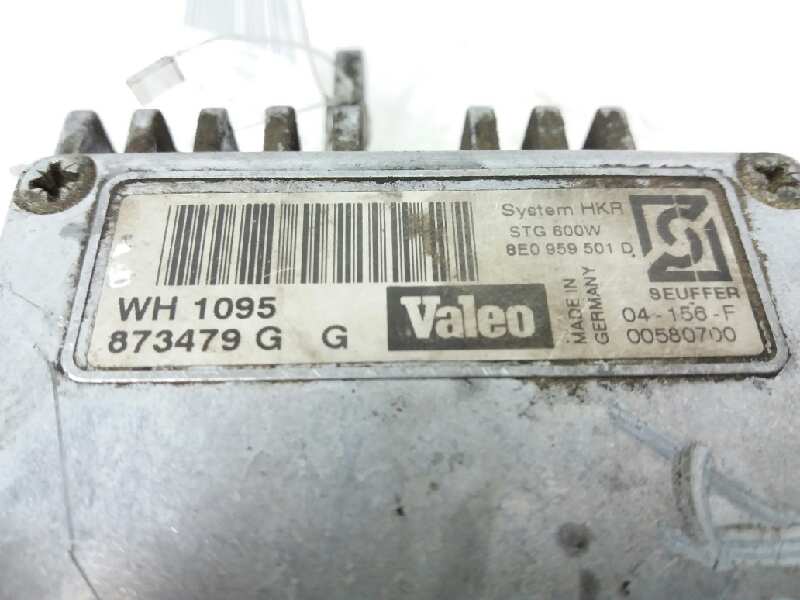 System HKR
STG 600W
8E0 959 501 D
SEUFFER
WH 1095
873479 G G
Valeo
MADE IN
GERMANY
04-156-F
00580700